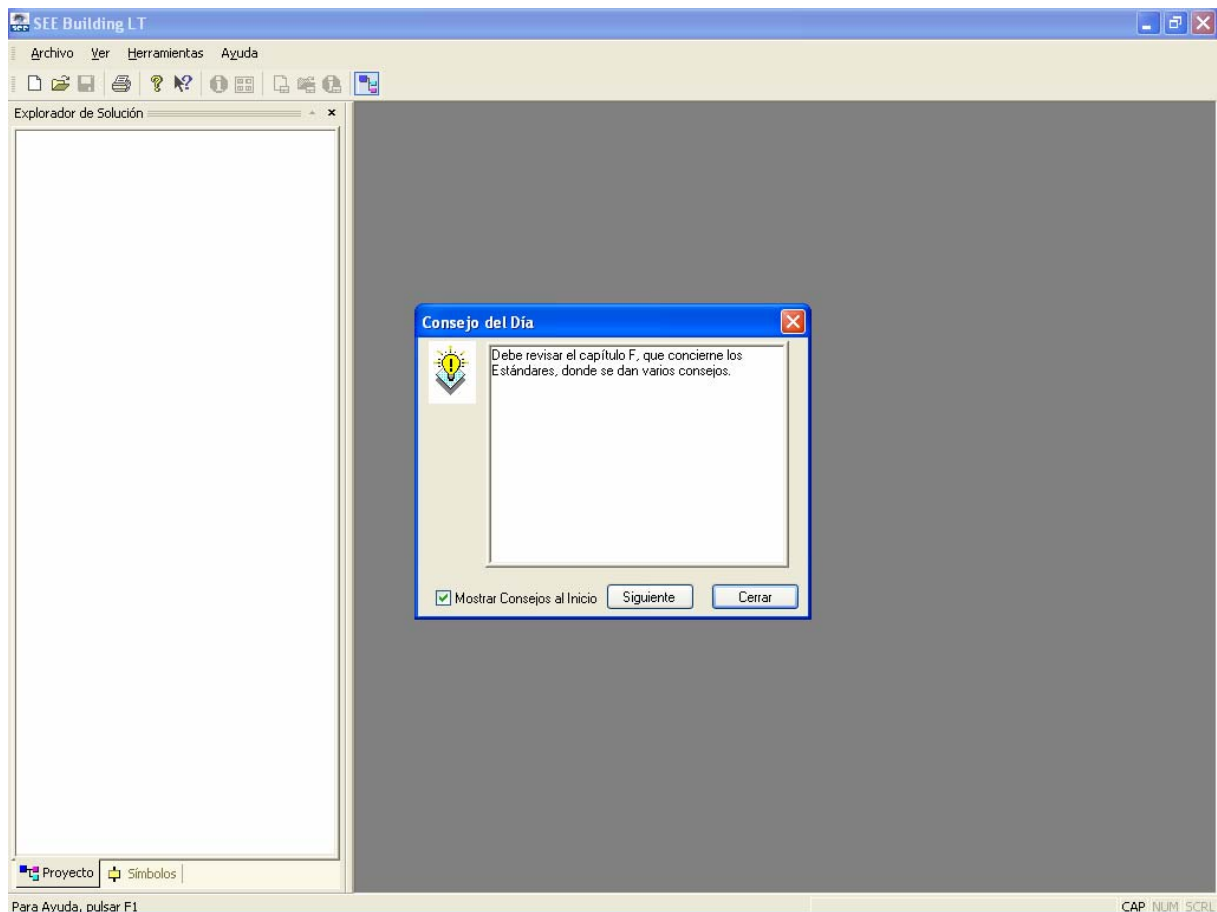 SEE Building LT
Archivo Ver Herramientas Ayuda
Explorador de Solución
Consejo del Día
Debe revisar el capítulo F, que concierne los
Estándares, donde se dan varios consejos.
Mostrar Consejos al Inicio Siguiente Cerrar
Proyecto Símbolos
Para Ayuda, pulsar F1 CAP NUM SCRL